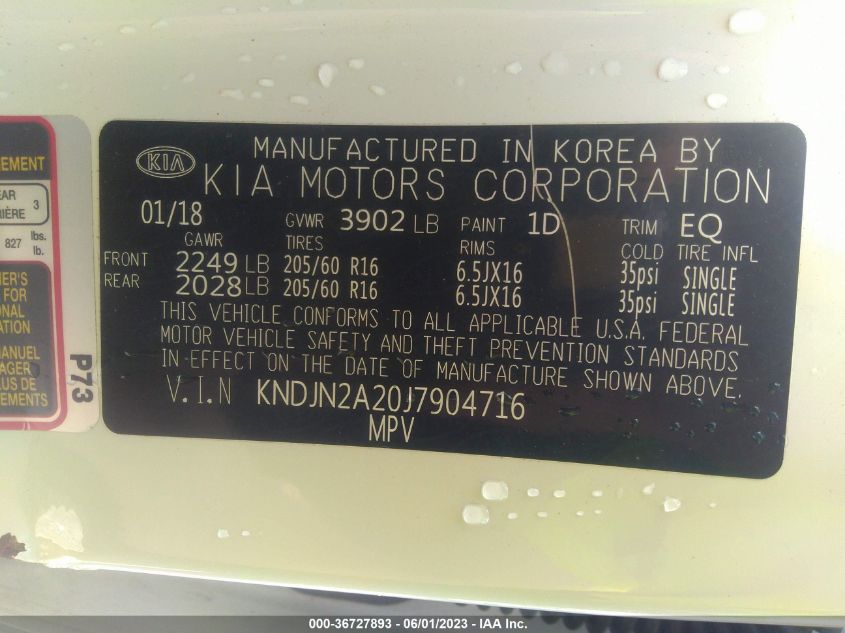 LEMENT
AR
RIÈRE 3
827 lbs.
lb.
ER'S
FOR
ONAL
ATION
MANUEL
AGER
LUS DE
EMENTS
P73
KIA
MANUFACTURED IN KOREA BY
KIA MOTORS CORPORATION
01/18 GVWR 3902 LB PAINT 1D TRIM EQ
GAWR TIRES RIMS COLD TIRE INFL
FRONT 2249 LB 205/60 R16 6.5JX16 35psi SINGLE
REAR 2028 LB 205/60 R16 6.5JX16 35psi SINGLE
THIS VEHICLE CONFORMS TO ALL APPLICABLE U.S.A. FEDERAL
MOTOR VEHICLE SAFETY AND THEFT PREVENTION STANDARDS
IN EFFECT ON THE DATE OF MANUFACTURE SHOWN ABOVE.
V.I.N KNDJN2A20J7904716
MPV
000-36727893 - 06/01/2023 - IAA Inc.